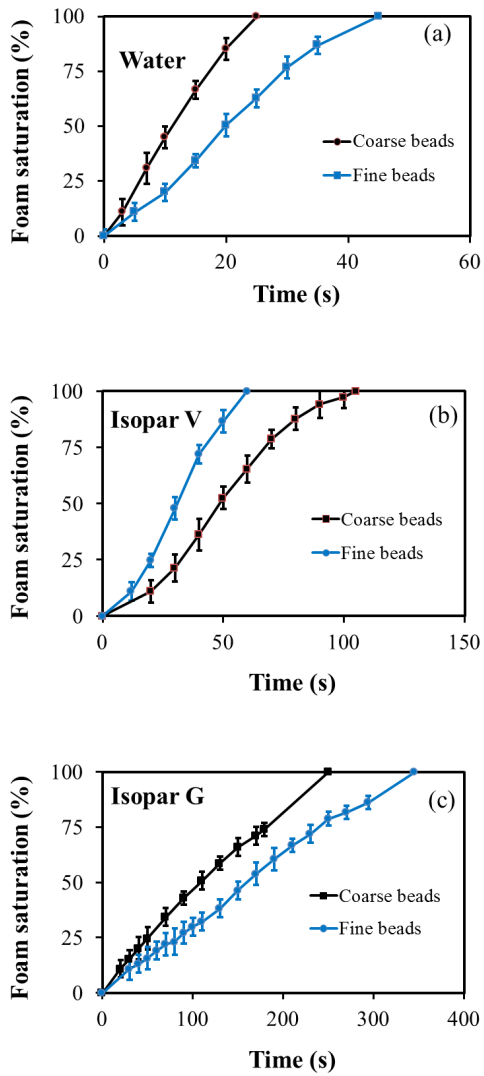 Foam saturation (%)
100
75
50
25
0
Water
(a)
Coarse beads
Fine beads
0 20 40 60
Time (s)
Foam saturation (%)
100
75
50
25
0
Isopar V
(b)
Coarse beads
Fine beads
0 50 100 150
Time (s)
Foam saturation (%)
100
75
50
25
0
Isopar G
(c)
Coarse beads
Fine beads
0 100 200 300 400
Time (s)